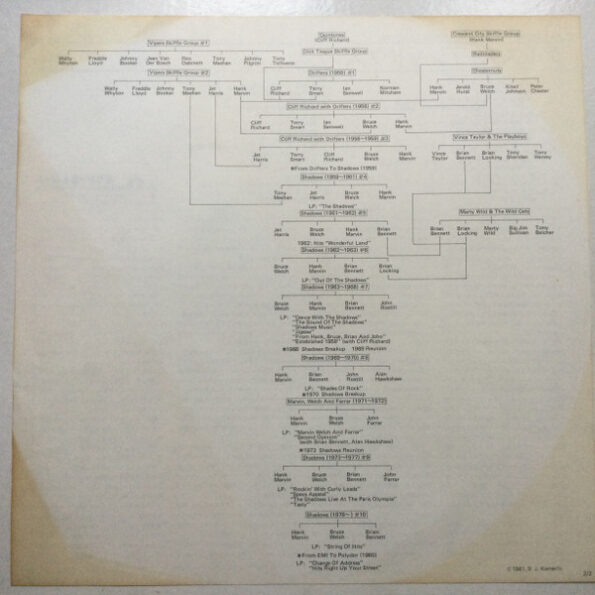 Vipers Skiffle Group #1
Quintones
(Cliff Richard)
Crescent City Skiffle Group
(Hank Marvin)
Dick Teague Skiffle Group
Railroaders
Wally Whyton
Freddie Lloyd
Johnny Booker
Jean Van Der Bosch
Tony Meehan
Johnny
Tony
Vipers Skiffle Group #2
Drifters (1958) #1
Chesternuts
Wally Whyton
Freddie Lloyd
Johnny Booker
Tony Meehan
Jet Harris
Hank Marvin
Cliff Richard
Terry Smart
Ian Samwell
Norman Mitcham
Hank Marvin
Bruce Welch
Johnson
Pete Chester
Cliff Richard with Drifters (1958) #2
Cliff Richard
Terry Smart
Ian Samwell
Bruce Welch
Hank Marvin
Cliff Richard with Drifters (1958~1959) #3
Vince Taylor & The Playboys
Jet Harris
Terry Smart
Cliff Richard
Bruce Welch
Hank Marvin
Vince Taylor
Brian Bennett
Brian Locking
Tony Sheridan
Tony Harvey
※From Drifters To Shadows (1959)
Shadows (1959~1961) #4
Tony Meehan
Jet Harris
Bruce Welch
Hank Marvin
LP: "The Shadows"
Shadows (1961~1962) #5
Marty Wild & The Wild Cats
Jet Harris
Bruce Welch
Hank Marvin
Brian Bennett
Brian Bennett
Brian Locking
Marty Wild
Big Jim Sullivan
Tony Belcher
1962: Hits "Wonderful Land"
Shadows (1962~1963) #6
Bruce Welch
Hank Marvin
Brian Bennett
Brian Locking
LP: "Out Of The Shadows"
Shadows (1963~1968) #7
Bruce Welch
Hank Marvin
Brian Bennett
John Rostill
LP: "Dance With The Shadows"
"The Sound Of The Shadows"
"Shadows Music"
"Jigsaw"
"From Hank, Bruce, Brian And John"
"Established 1958" (with Cliff Richard)
※1968 Shadows Breakup 1969 Reunion
Shadows (1969~1970) #8
Hank Marvin
Brian Bennett
John Rostill
Alan Hawkshaw
LP: "Shades Of Rock"
※1970 Shadows Breakup
Marvin, Welch And Farrar (1971~1972)
Hank Marvin
Bruce Welch
John Farrar
LP: "Marvin Welch And Farrar"
"Second Opinion"
(with Brian Bennett, Alan Hawkshaw)
※1973 Shadows Reunion
Shadows (1973~1977) #9
Hank Marvin
Bruce Welch
Brian Bennett
John Farrar
LP: "Rockin' With Curly Leads"
"Specs Appeal"
"The Shadows Live At The Paris Olympia"
"Tasty"
Shadows (1978~ ) #10
Hank Marvin
Bruce Welch
Brian Bennett
LP: "String Of Hits"
※From EMI To Polydor (1980)
LP: "Change Of Address"
"Hits Right Up Your Street"
© 1981,
2/2